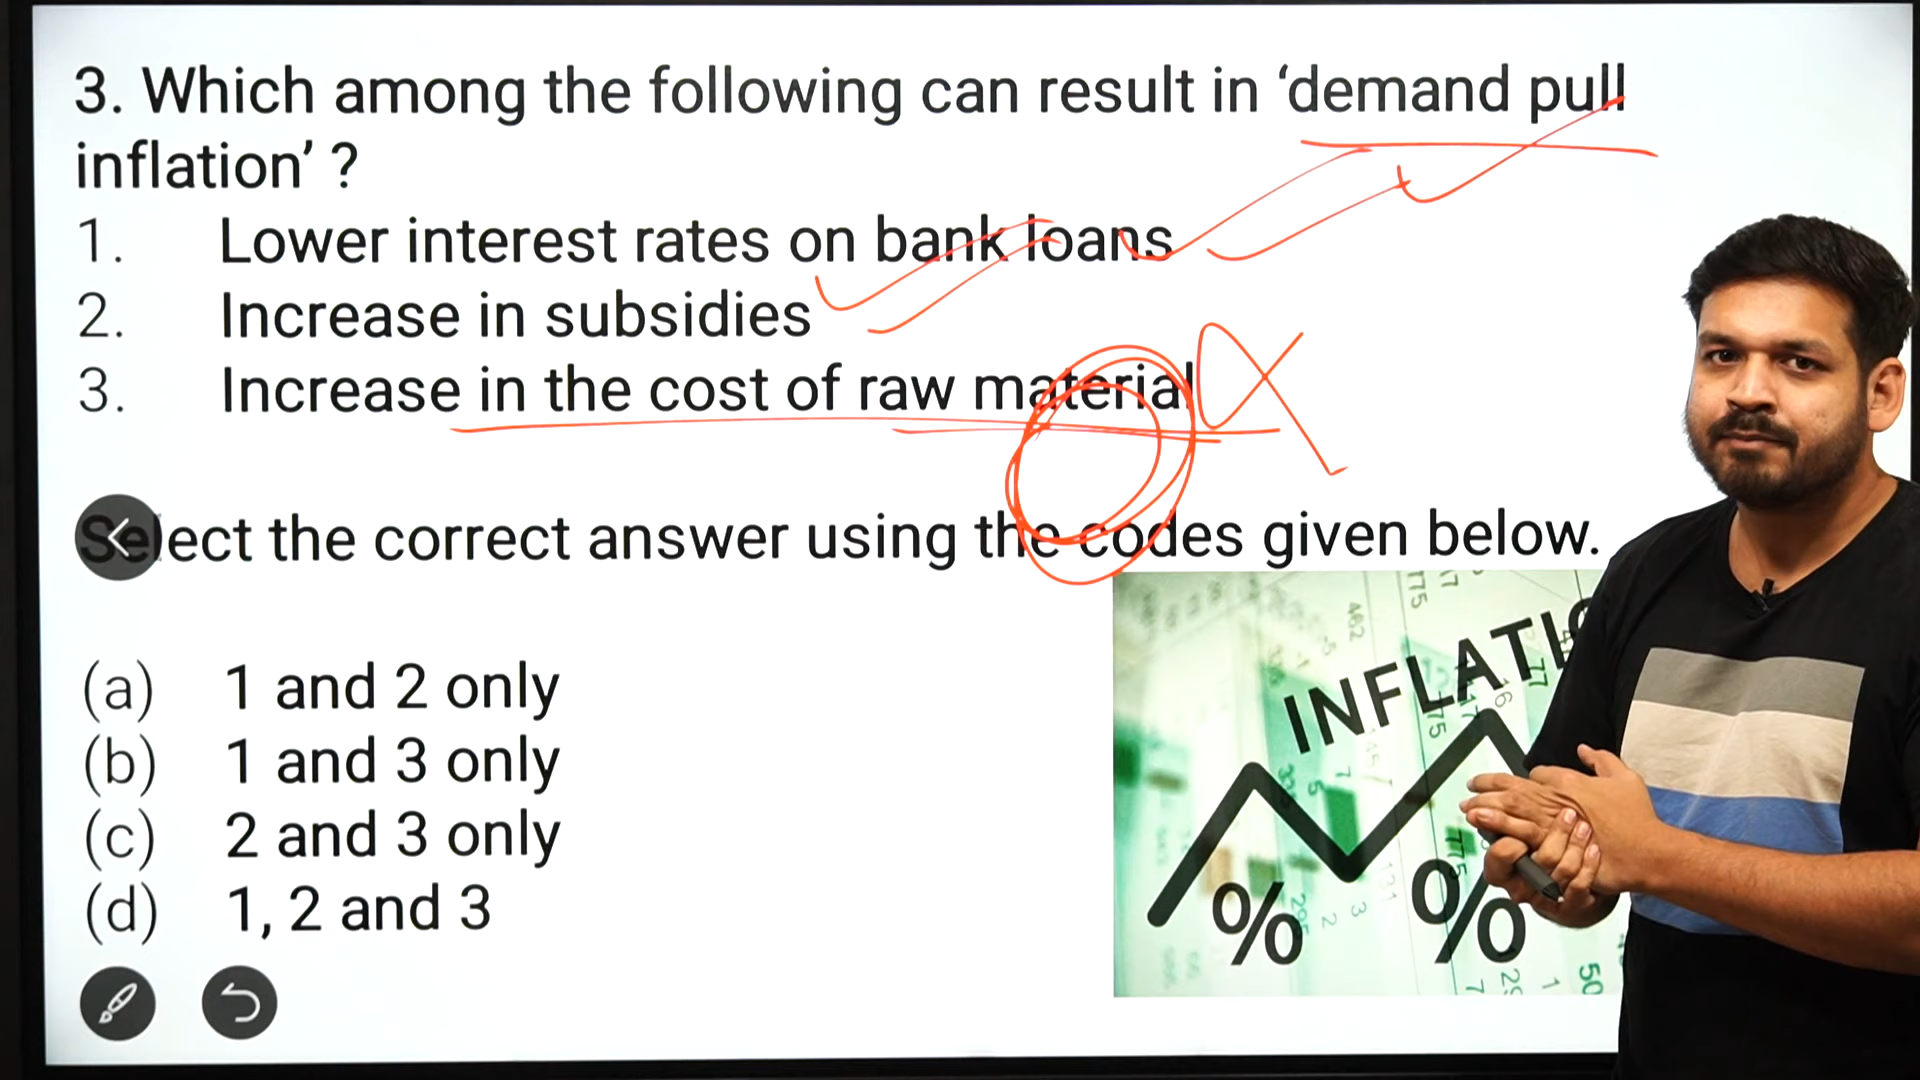 3. Which among the following can result in ‘demand pull
inflation’ ?
1. Lower interest rates on bank loans
2. Increase in subsidies
3. Increase in the cost of raw material
Select the correct answer using the codes given below.
(a) 1 and 2 only
(b) 1 and 3 only
(c) 2 and 3 only
(d) 1, 2 and 3
%
%